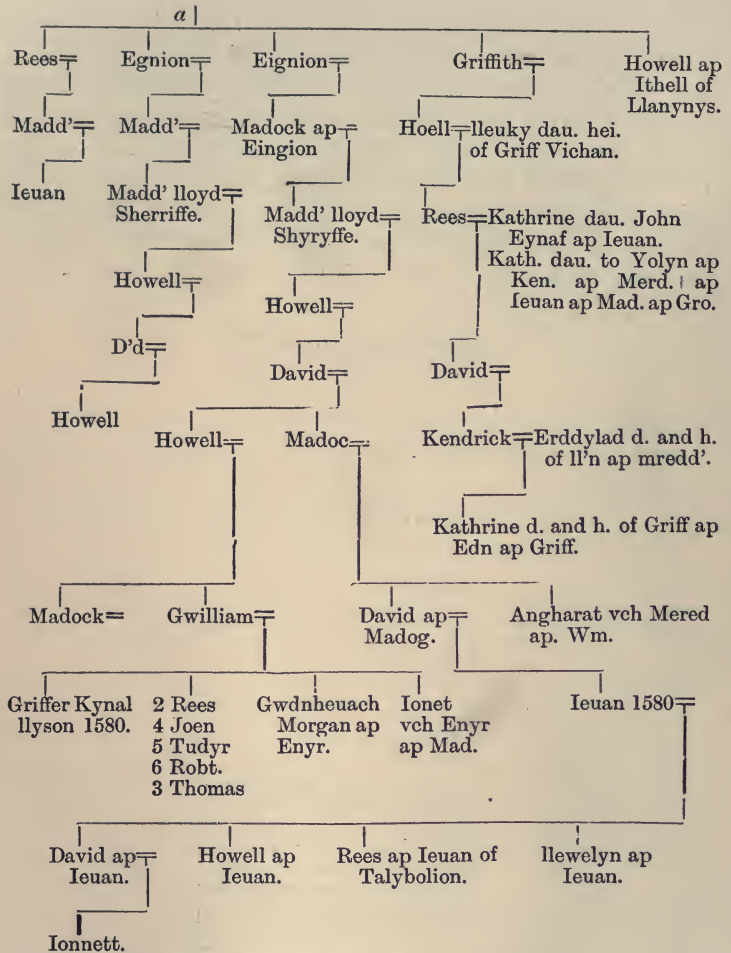 a
Rees
Egnion
Eignion
Griffith
Howell ap
Ithell of
Llanynys.
Madd'
Madd'
Madock ap
Eingion
Hoell lleuky dau. hei.
of Griff Vichan.
Ieuan
Madd' lloyd
Sherriffe.
Madd' lloyd
Shyryffe.
Rees Kathrine dau. John
Eynaf ap Ieuan.
Kath. dau. to Yolyn ap
Ken. ap Merd. ap
Ieuan ap Mad. ap Gro.
Howell
Howell
D'd
David
David
Howell
Howell
Madoc
Kendrick Erddylad d. and h.
of ll'n ap mredd'.
Kathrine d. and h. of Griff ap
Edn ap Griff.
Madock=
Gwilliam
David ap
Madog.
Angharat vch Mered
ap. Wm.
Griffer Kynal
llyson 1580.
2 Rees
4 Joen
5 Tudyr
6 Robt.
3 Thomas
Gwdnheuach
Morgan ap
Enyr.
Ionet
vch Enyr
ap Mad.
Ieuan 1580
David ap
Ieuan.
Howell ap
Ieuan.
Rees ap Ieuan of
Talybolion.
llewelyn ap
Ieuan.
Ionnett.